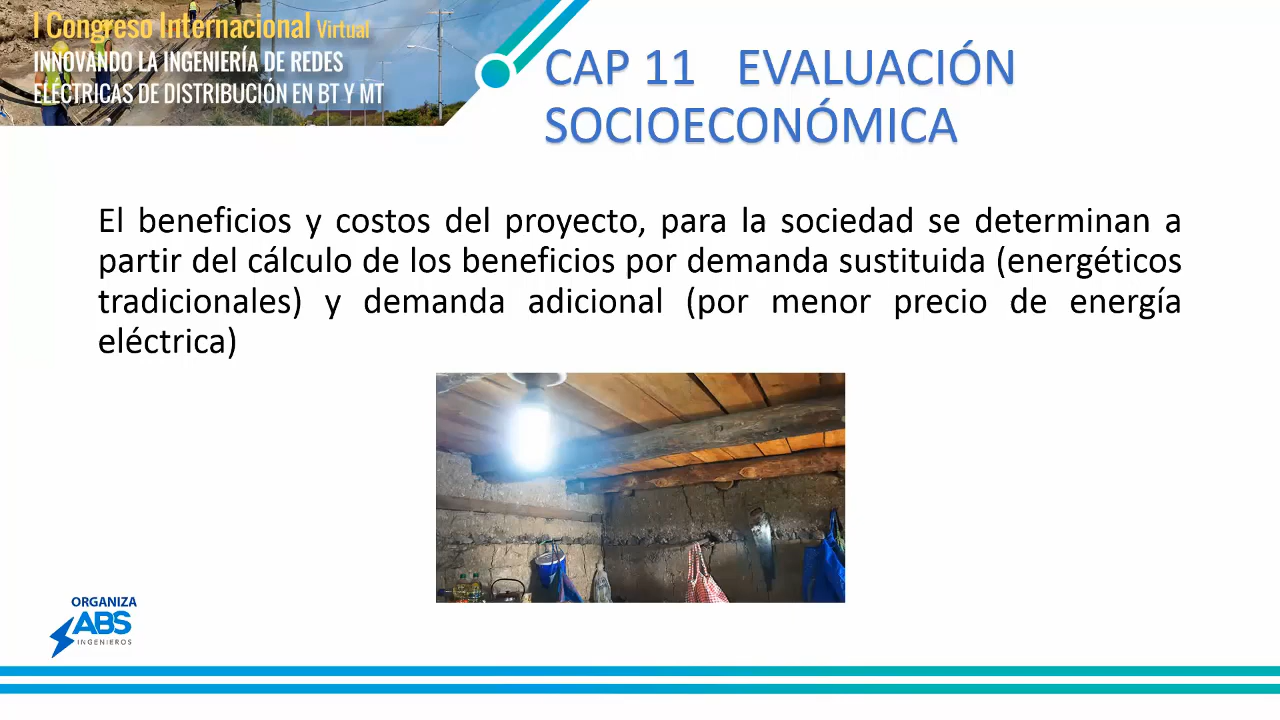 I Congreso Internacional Virtual
INNOVANDO LA INGENIERÍA DE REDES
ELÉCTRICAS DE DISTRIBUCIÓN EN BT Y MT
CAP 11 EVALUACIÓN
SOCIOECONÓMICA
El beneficios y costos del proyecto, para la sociedad se determinan a
partir del cálculo de los beneficios por demanda sustituida (energéticos
tradicionales) y demanda adicional (por menor precio de energía
eléctrica)
ORGANIZA
ABS
INGENIEROS